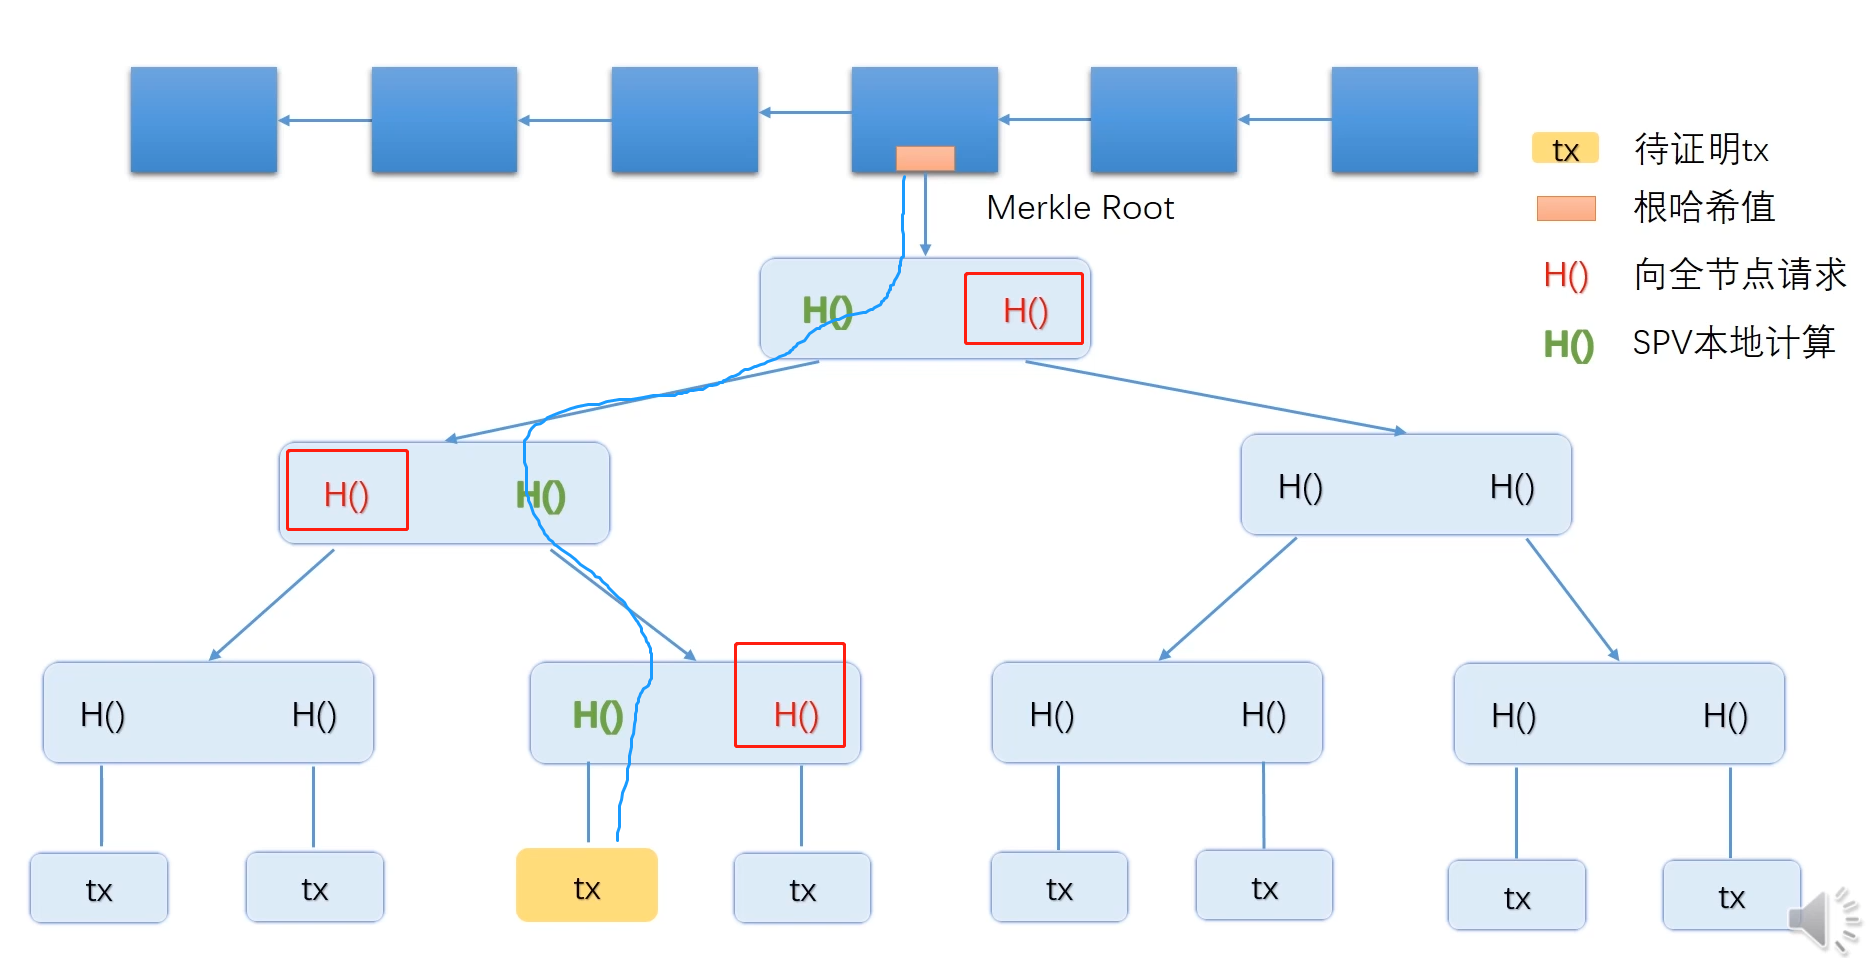 tx 待证明tx
Merkle Root
根哈希值
H() 向全节点请求
H() H()
H() SPV本地计算
H() H() H() H()
H() H() H() H() H() H() H() H()
tx tx tx tx tx tx tx tx